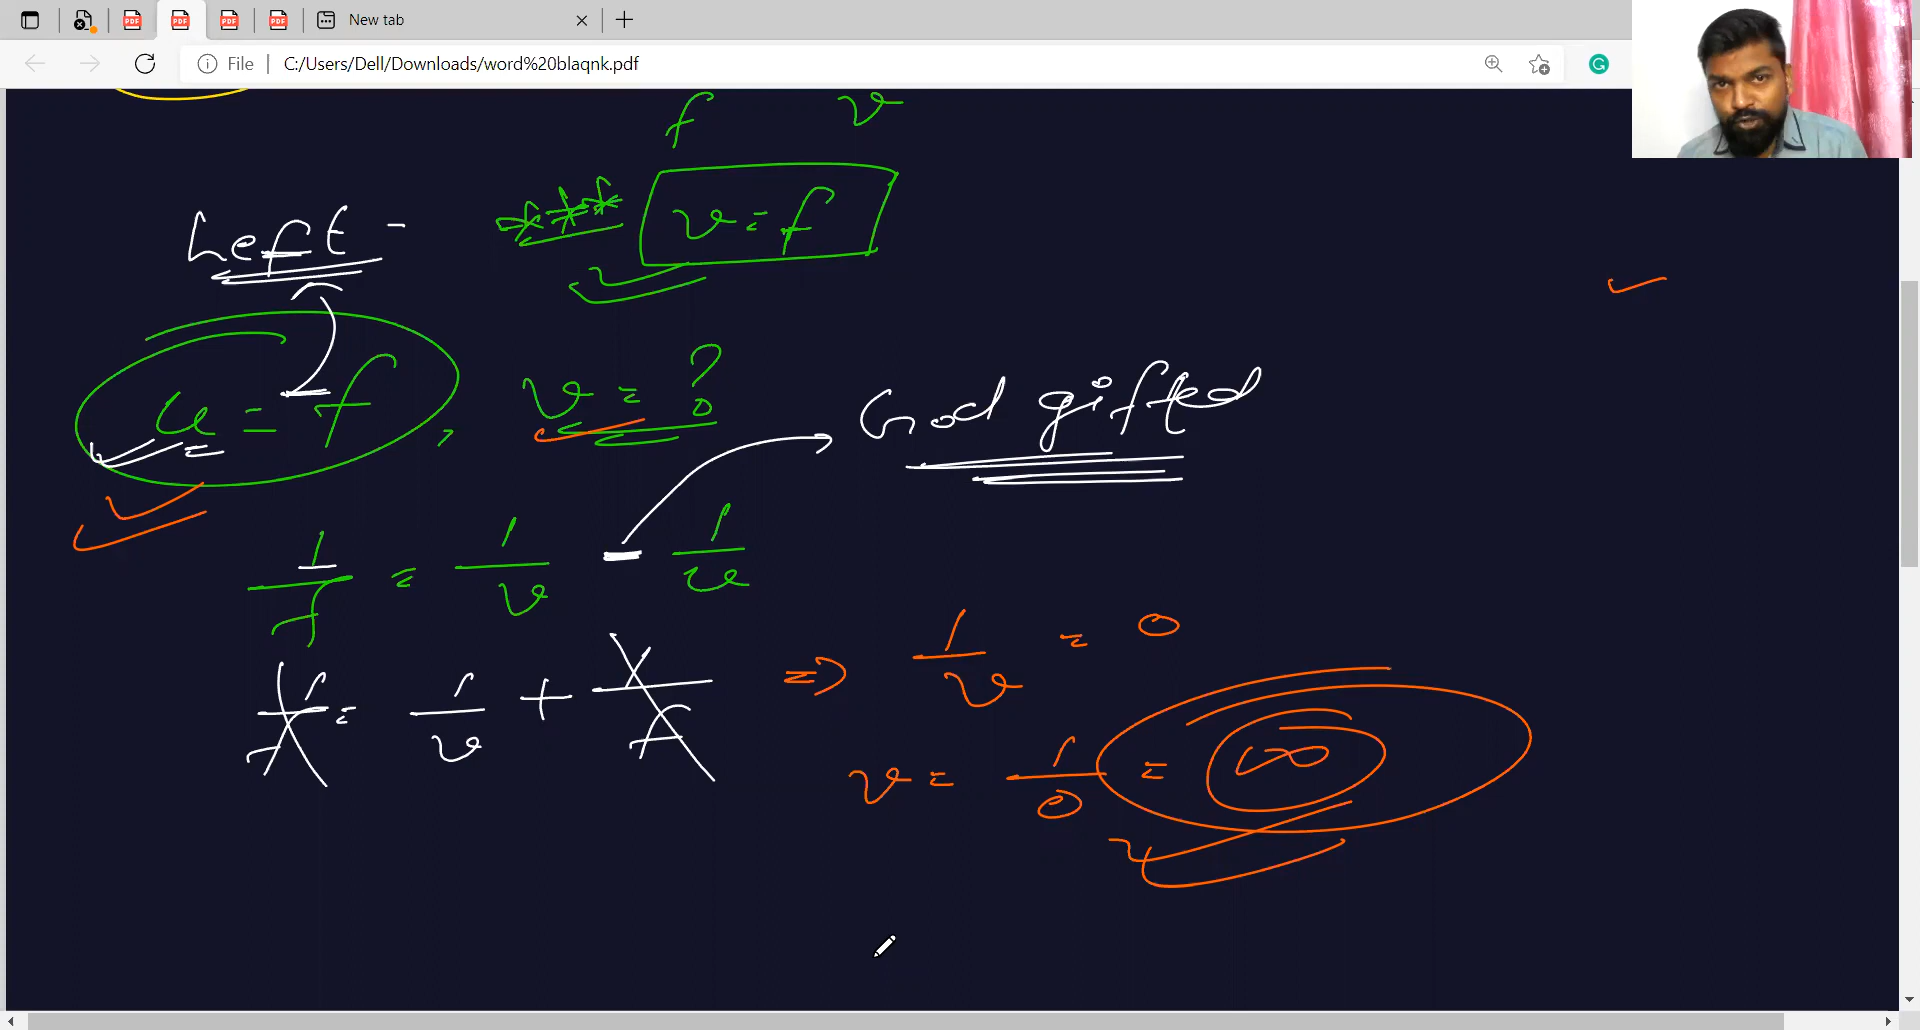 New tab
File C:/Users/Dell/Downloads/word%20blaqnk.pdf
f v
*** v = f
Left -
u = - f , v = ? God gifted
1/f = 1/v - 1/u
1/f = 1/v + 1/f => 1/v = 0
v = 1/0 = ∞